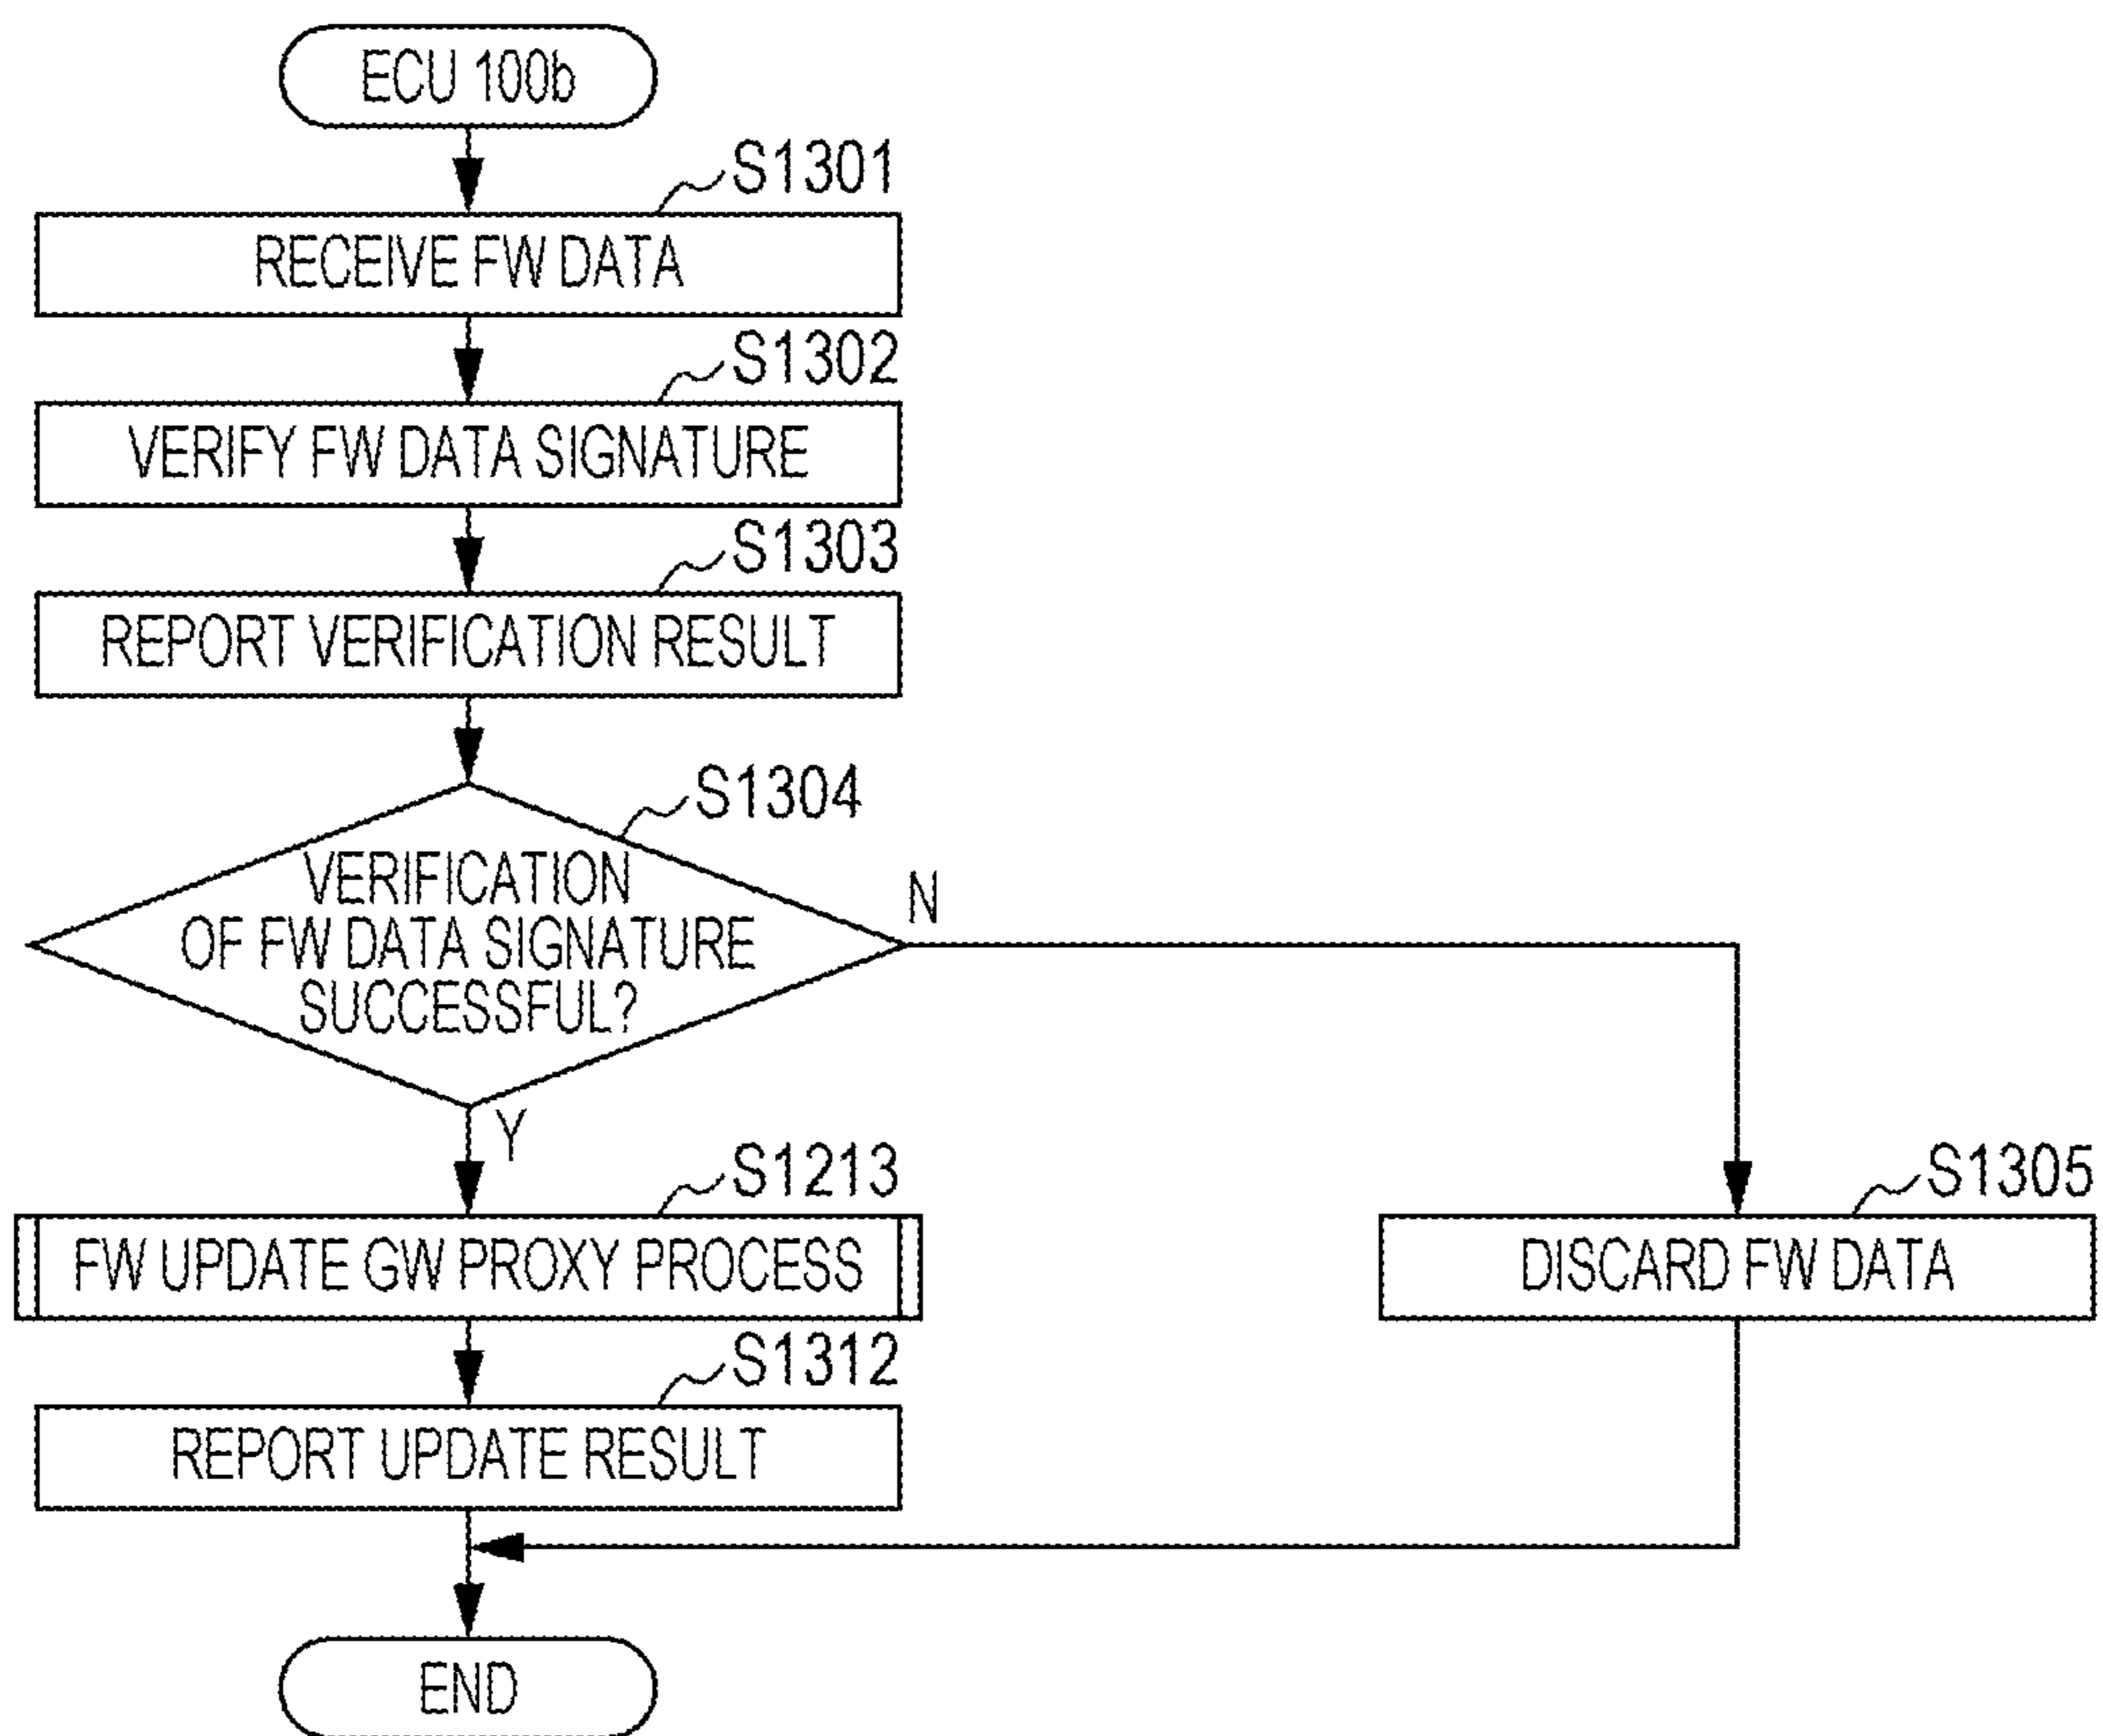 ECU 100b
S1301
RECEIVE FW DATA
S1302
VERIFY FW DATA SIGNATURE
S1303
REPORT VERIFICATION RESULT
S1304
VERIFICATION
OF FW DATA SIGNATURE
SUCCESSFUL?
N
Y
S1213
FW UPDATE GW PROXY PROCESS
S1305
DISCARD FW DATA
S1312
REPORT UPDATE RESULT
END